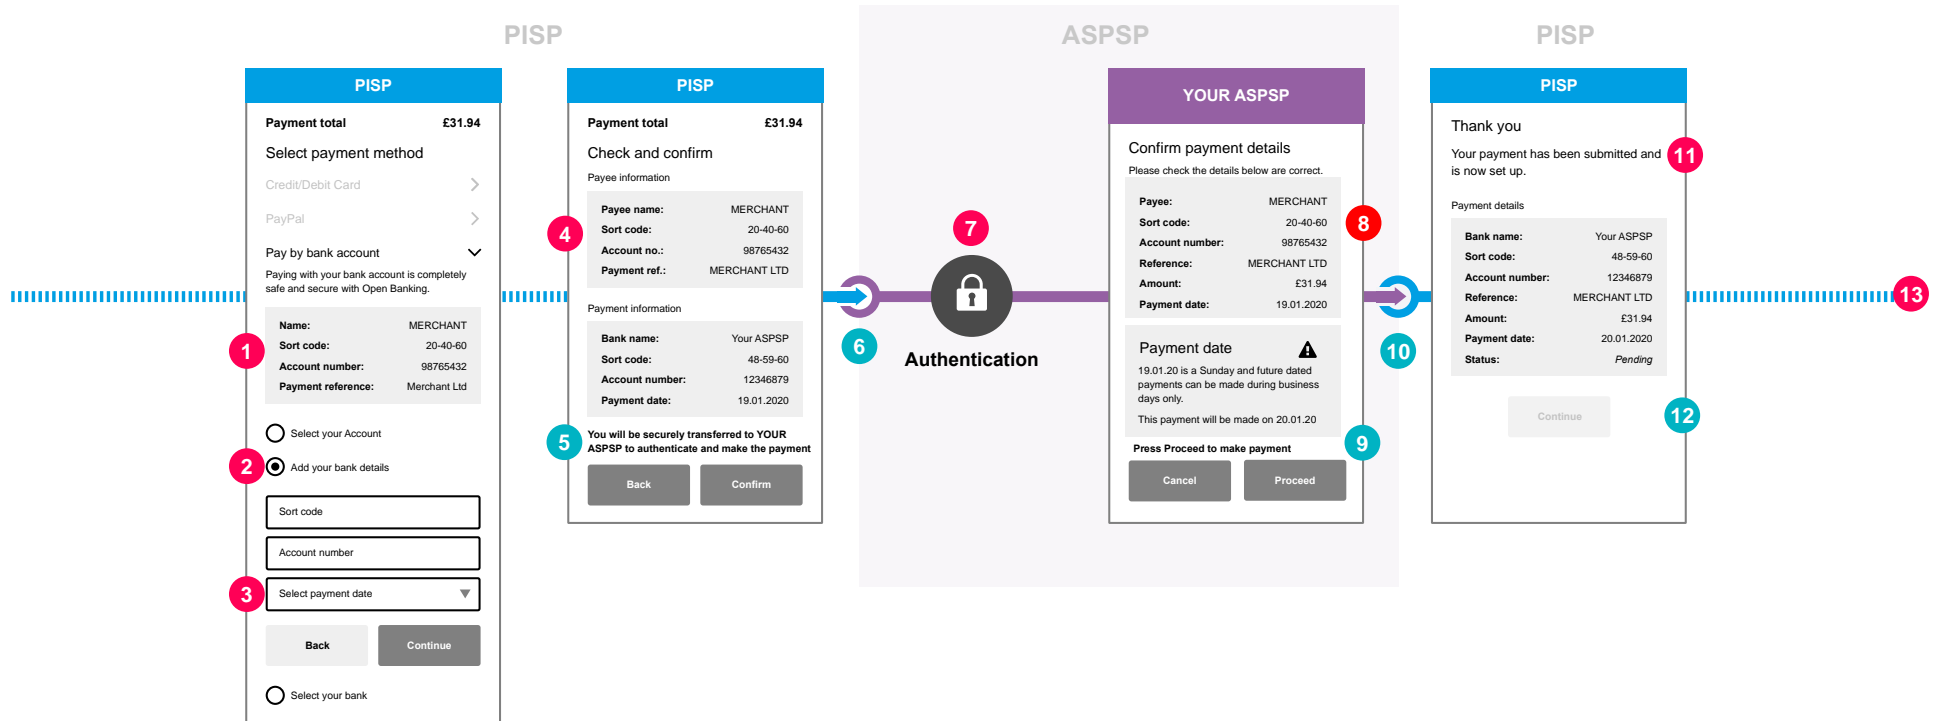 PISP
ASPSP
PISP
PISP
Payment total £31.94
Select payment method
Credit/Debit Card
PayPal
Pay by bank account
Paying with your bank account is completely
safe and secure with Open Banking.
1
Name: MERCHANT
Sort code: 20-40-60
Account number: 98765432
Payment reference: Merchant Ltd
Select your Account
2
Add your bank details
Sort code
Account number
3
Select payment date
Back
Continue
Select your bank
PISP
Payment total £31.94
Check and confirm
Payee information
4
Payee name: MERCHANT
Sort code: 20-40-60
Account no.: 98765432
Payment ref.: MERCHANT LTD
Payment information
Bank name: Your ASPSP
Sort code: 48-59-60
Account number: 12346879
Payment date: 19.01.2020
5
You will be securely transferred to YOUR
ASPSP to authenticate and make the payment
Back
Confirm
6
7
Authentication
YOUR ASPSP
Confirm payment details
Please check the details below are correct.
Payee: MERCHANT
Sort code: 20-40-60
8
Account number: 98765432
Reference: MERCHANT LTD
Amount: £31.94
Payment date: 19.01.2020
Payment date
19.01.20 is a Sunday and future dated
payments can be made during business
days only.
This payment will be made on 20.01.20
9
Press Proceed to make payment
Cancel
Proceed
10
PISP
Thank you
Your payment has been submitted and
is now set up.
11
Payment details
Bank name: Your ASPSP
Sort code: 48-59-60
Account number: 12346879
Reference: MERCHANT LTD
Amount: £31.94
Payment date: 20.01.2020
Status: Pending
Continue
12
13